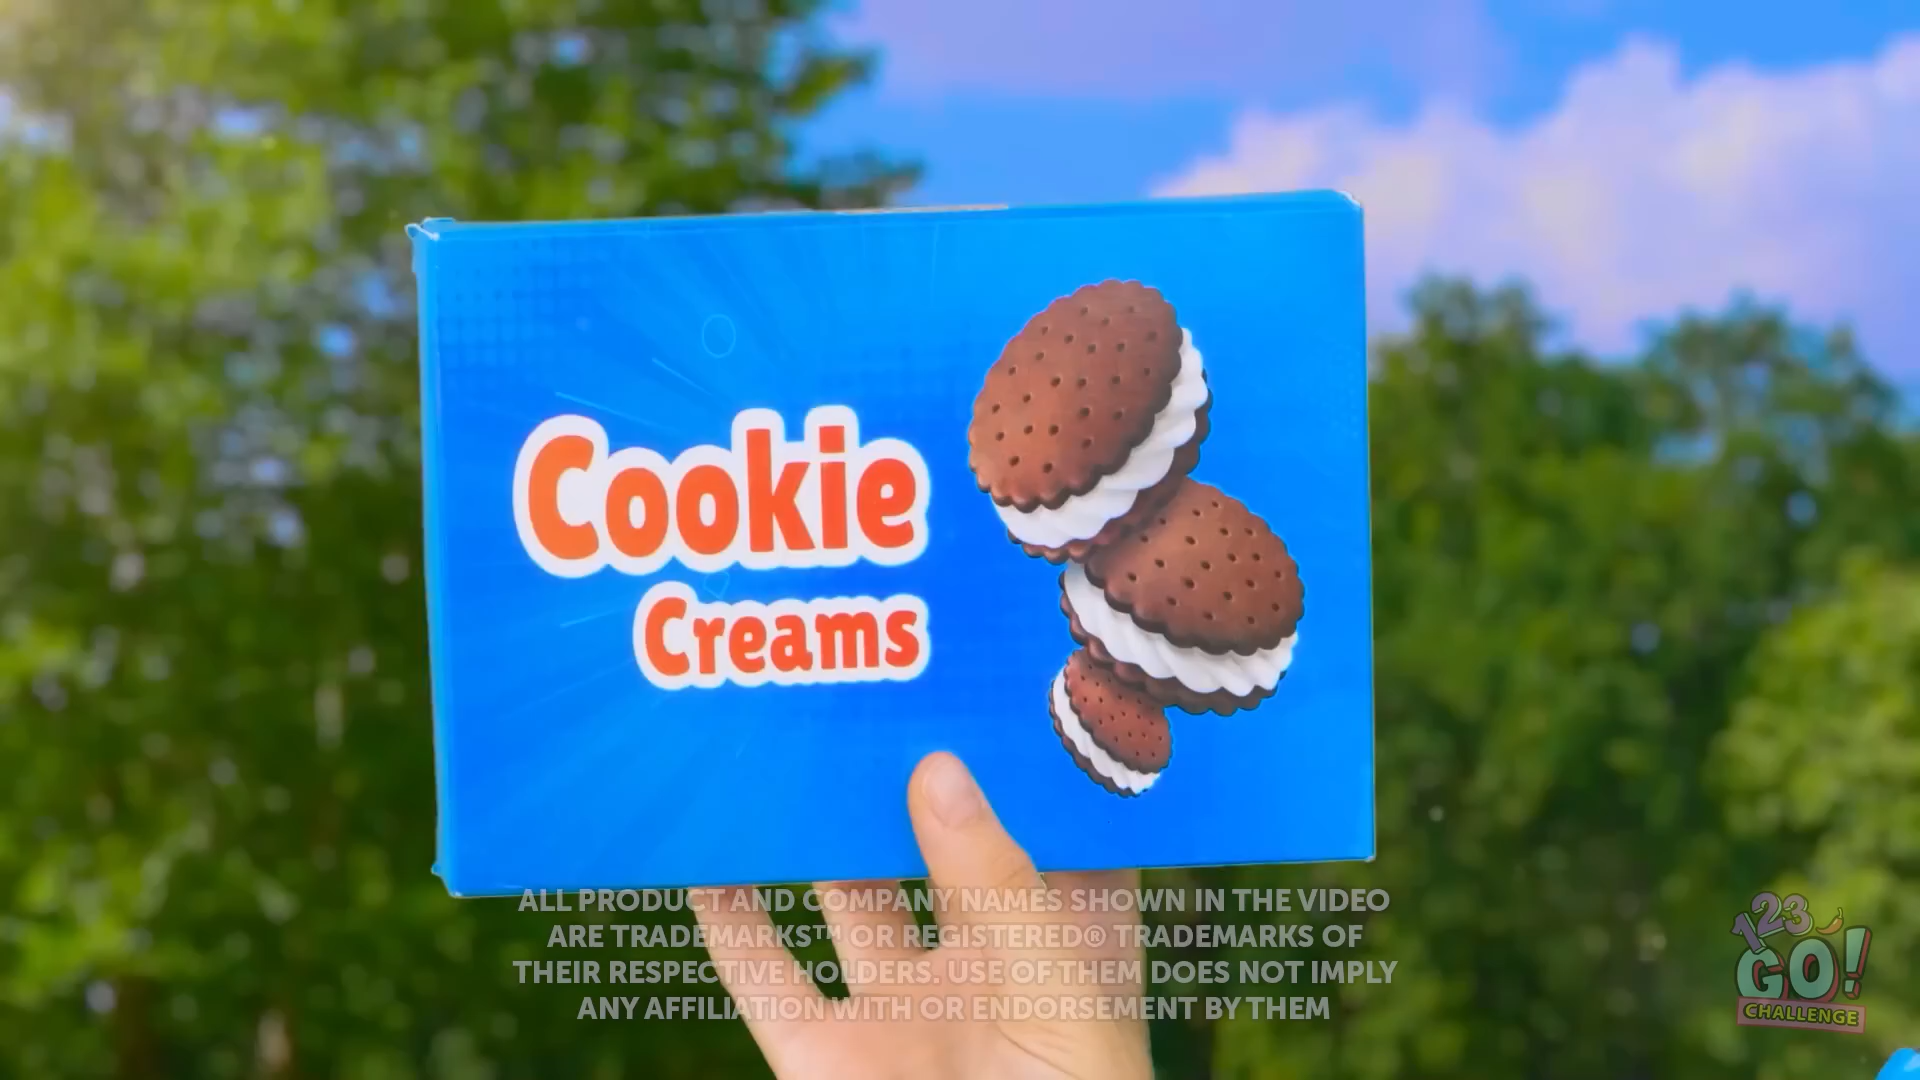 Cookie
Creams
ALL PRODUCT AND COMPANY NAMES SHOWN IN THE VIDEO
ARE TRADEMARKS™ OR REGISTERED® TRADEMARKS OF
THEIR RESPECTIVE HOLDERS. USE OF THEM DOES NOT IMPLY
ANY AFFILIATION WITH OR ENDORSEMENT BY THEM
123
GO!
CHALLENGE